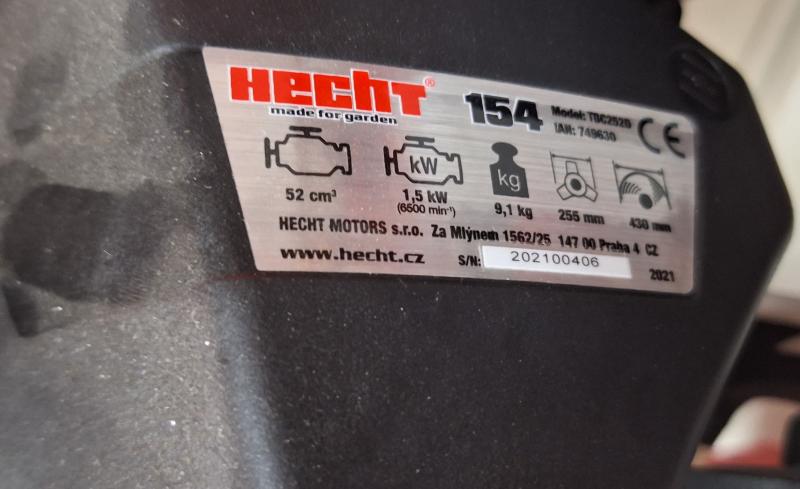 HECHT®
made for garden
154
Model: TBC252D
IAN: 749630
CE
kW
kg
52 cm³
1,5 kW
(6500 min⁻¹)
9,1 kg
255 mm
430 mm
HECHT MOTORS s.r.o. Za Mlýnem 1562/25 147 00 Praha 4 CZ
www.hecht.cz
S/N: 202100406
2021